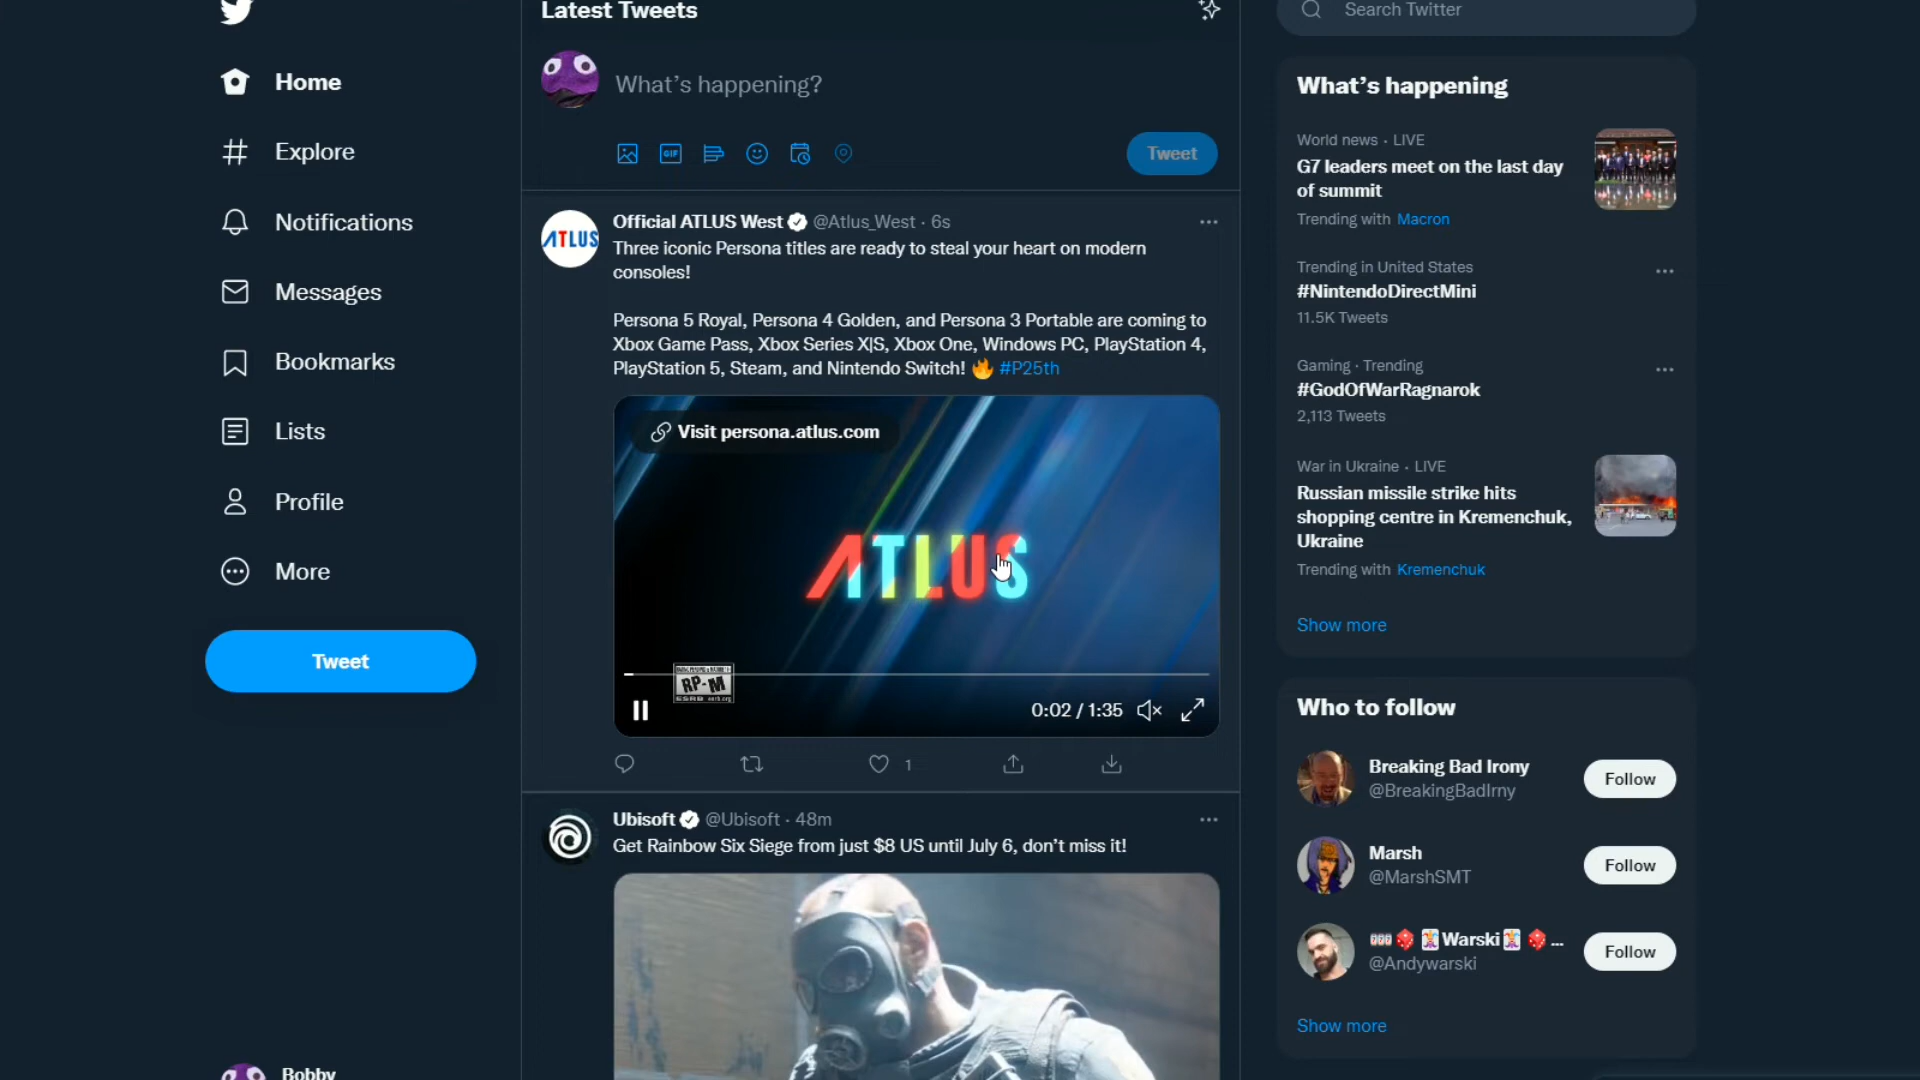 Home
Explore
Notifications
Messages
Bookmarks
Lists
Profile
More
Tweet
Bobby
Latest Tweets
What's happening?
GIF
Tweet
Official ATLUS West @Atlus_West · 6s
ATLUS
Three iconic Persona titles are ready to steal your heart on modern
consoles!
Persona 5 Royal, Persona 4 Golden, and Persona 3 Portable are coming to
Xbox Game Pass, Xbox Series X|S, Xbox One, Windows PC, PlayStation 4,
PlayStation 5, Steam, and Nintendo Switch! 🔥 #P25th
Visit persona.atlus.com
ATLUS
RP-M
ESRB
0:02 / 1:35
1
Ubisoft @Ubisoft · 48m
Get Rainbow Six Siege from just $8 US until July 6, don't miss it!
Search Twitter
What's happening
World news · LIVE
G7 leaders meet on the last day
of summit
Trending with Macron
Trending in United States
#NintendoDirectMini
11.5K Tweets
Gaming · Trending
#GodOfWarRagnarok
2,113 Tweets
War in Ukraine · LIVE
Russian missile strike hits
shopping centre in Kremenchuk,
Ukraine
Trending with Kremenchuk
Show more
Who to follow
Breaking Bad Irony
@BreakingBadIrny
Follow
Marsh
@MarshSMT
Follow
🎲 🃏Warski🃏 🎲 ...
@Andywarski
Follow
Show more